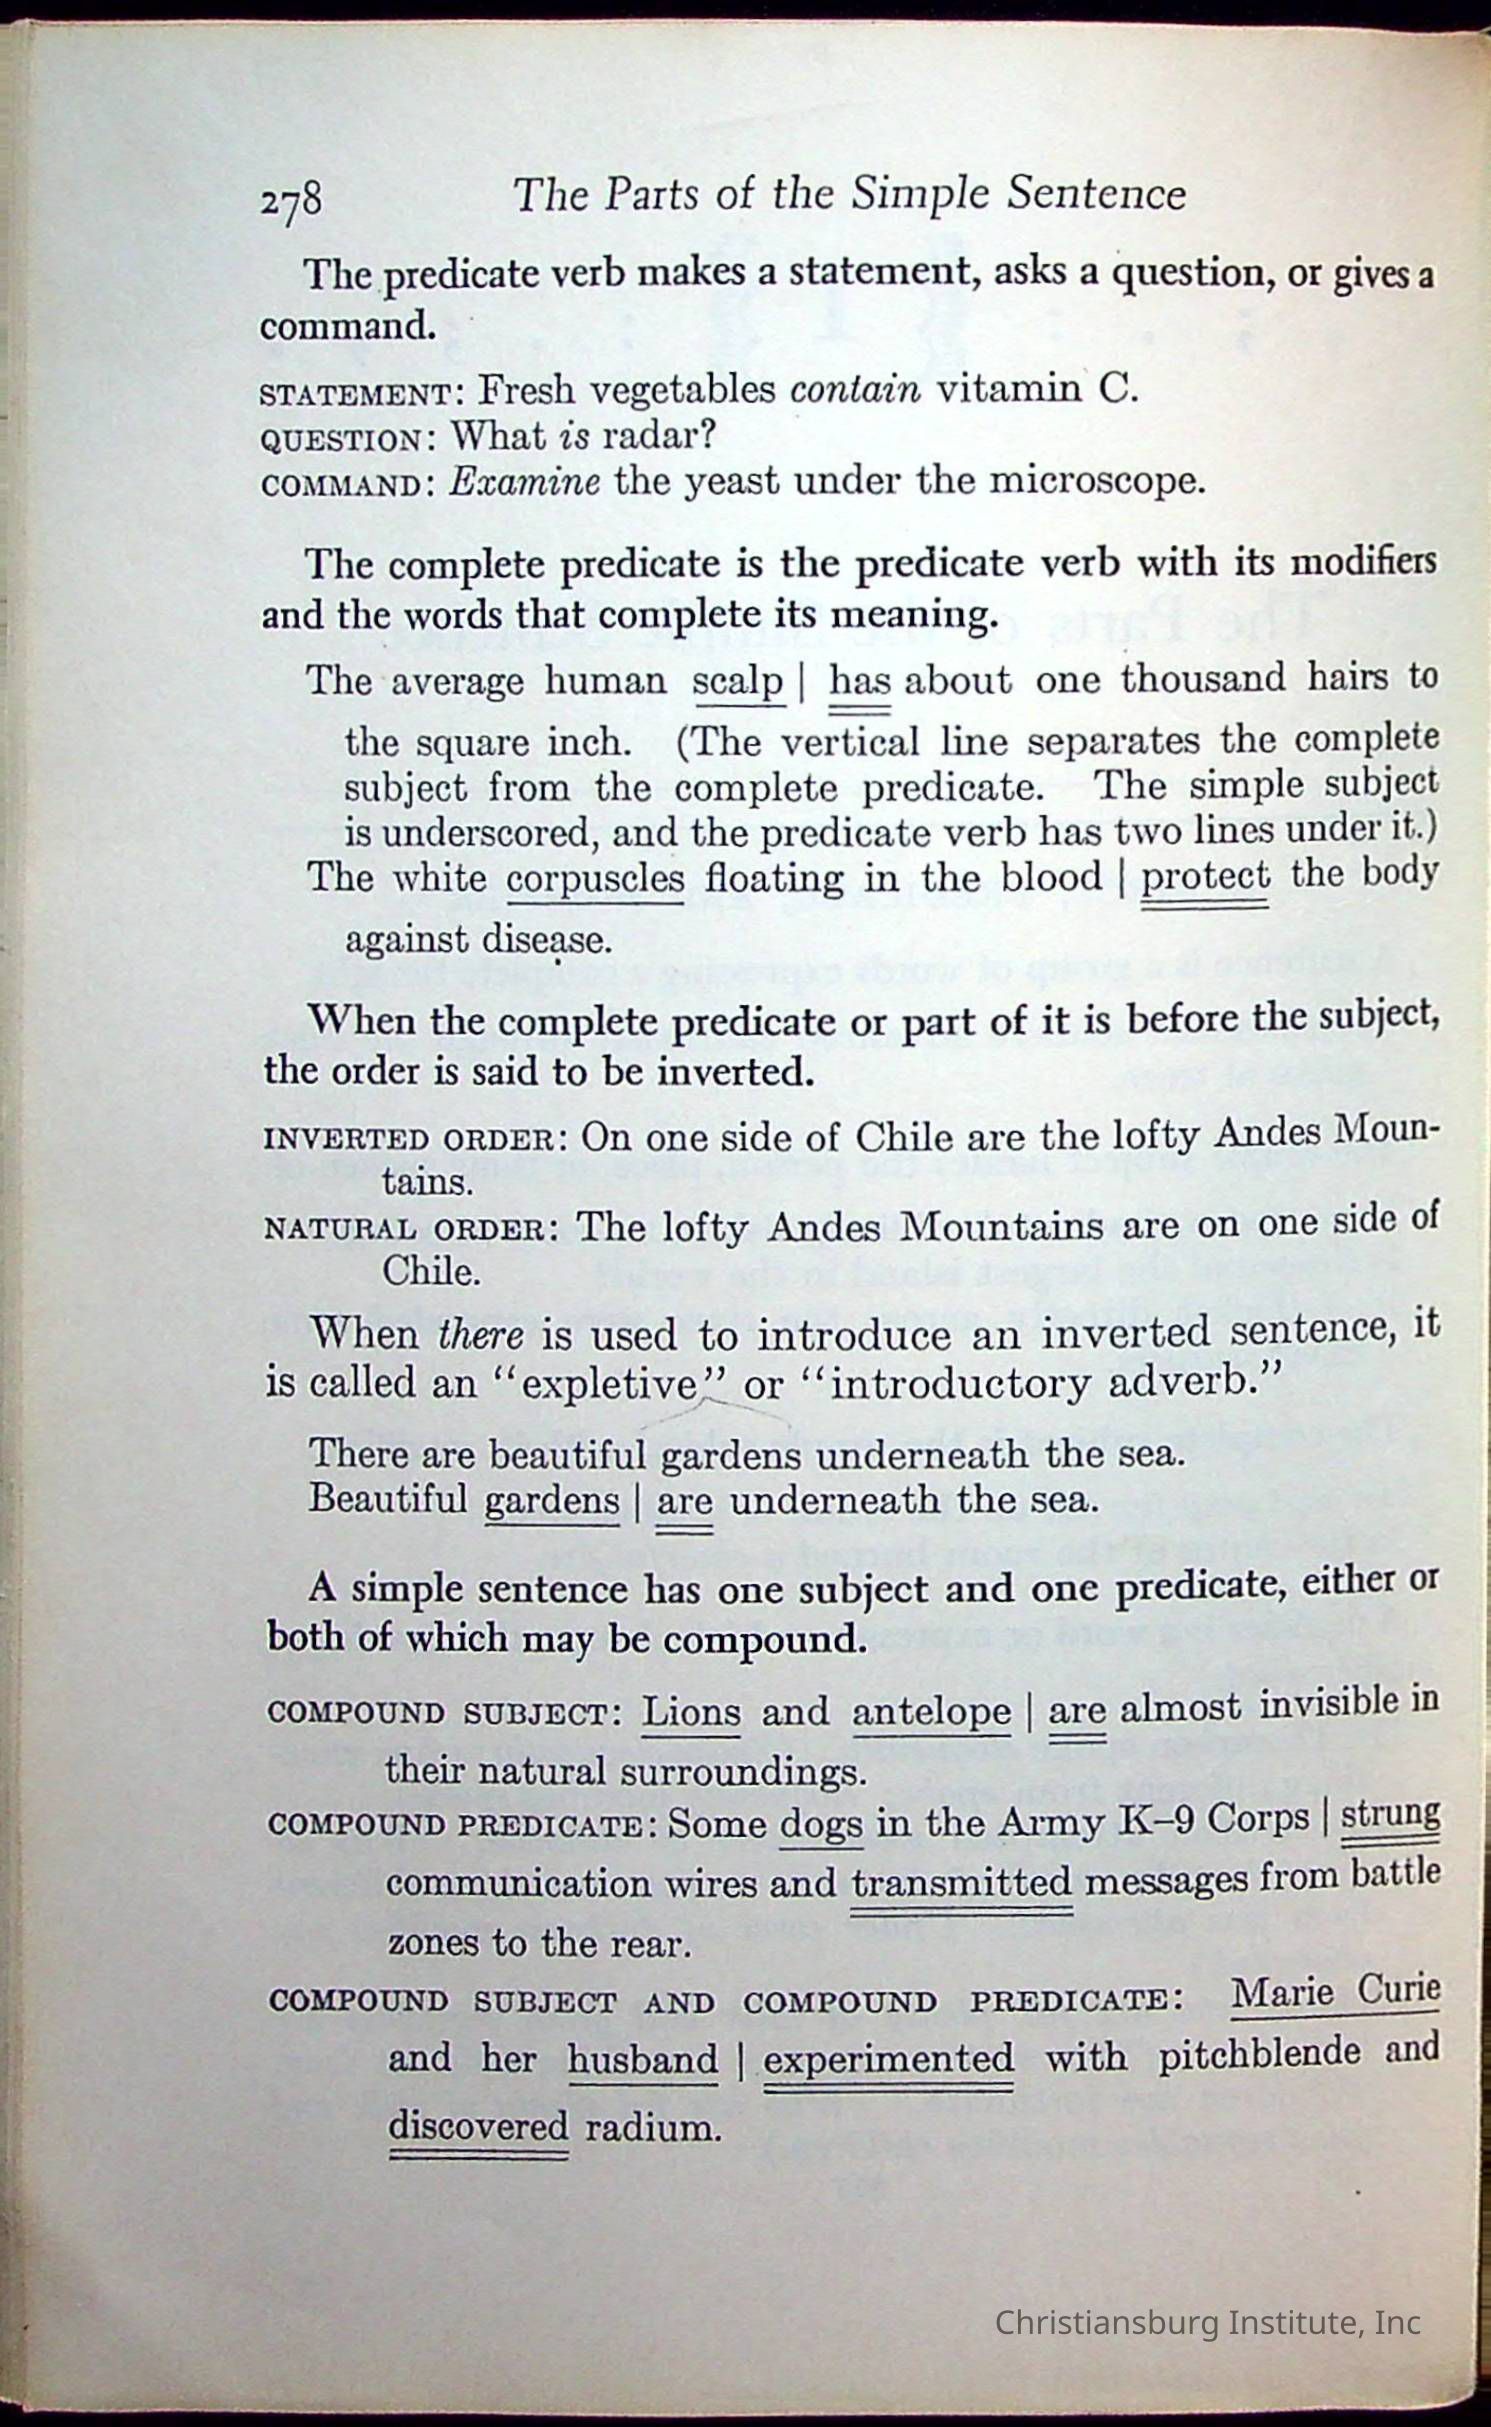 278 The Parts of the Simple Sentence
The predicate verb makes a statement, asks a question, or gives a
command.
STATEMENT: Fresh vegetables contain vitamin C.
QUESTION: What is radar?
COMMAND: Examine the yeast under the microscope.
The complete predicate is the predicate verb with its modifiers
and the words that complete its meaning.
The average human scalp | has about one thousand hairs to
the square inch. (The vertical line separates the complete
subject from the complete predicate. The simple subject
is underscored, and the predicate verb has two lines under it.)
The white corpuscles floating in the blood | protect the body
against disease.
When the complete predicate or part of it is before the subject,
the order is said to be inverted.
INVERTED ORDER: On one side of Chile are the lofty Andes Moun-
tains.
NATURAL ORDER: The lofty Andes Mountains are on one side of
Chile.
When there is used to introduce an inverted sentence, it
is called an “expletive” or “introductory adverb.”
There are beautiful gardens underneath the sea.
Beautiful gardens | are underneath the sea.
A simple sentence has one subject and one predicate, either or
both of which may be compound.
COMPOUND SUBJECT: Lions and antelope | are almost invisible in
their natural surroundings.
COMPOUND PREDICATE: Some dogs in the Army K–9 Corps | strung
communication wires and transmitted messages from battle
zones to the rear.
COMPOUND SUBJECT AND COMPOUND PREDICATE: Marie Curie
and her husband | experimented with pitchblende and
discovered radium.
Christiansburg Institute, Inc